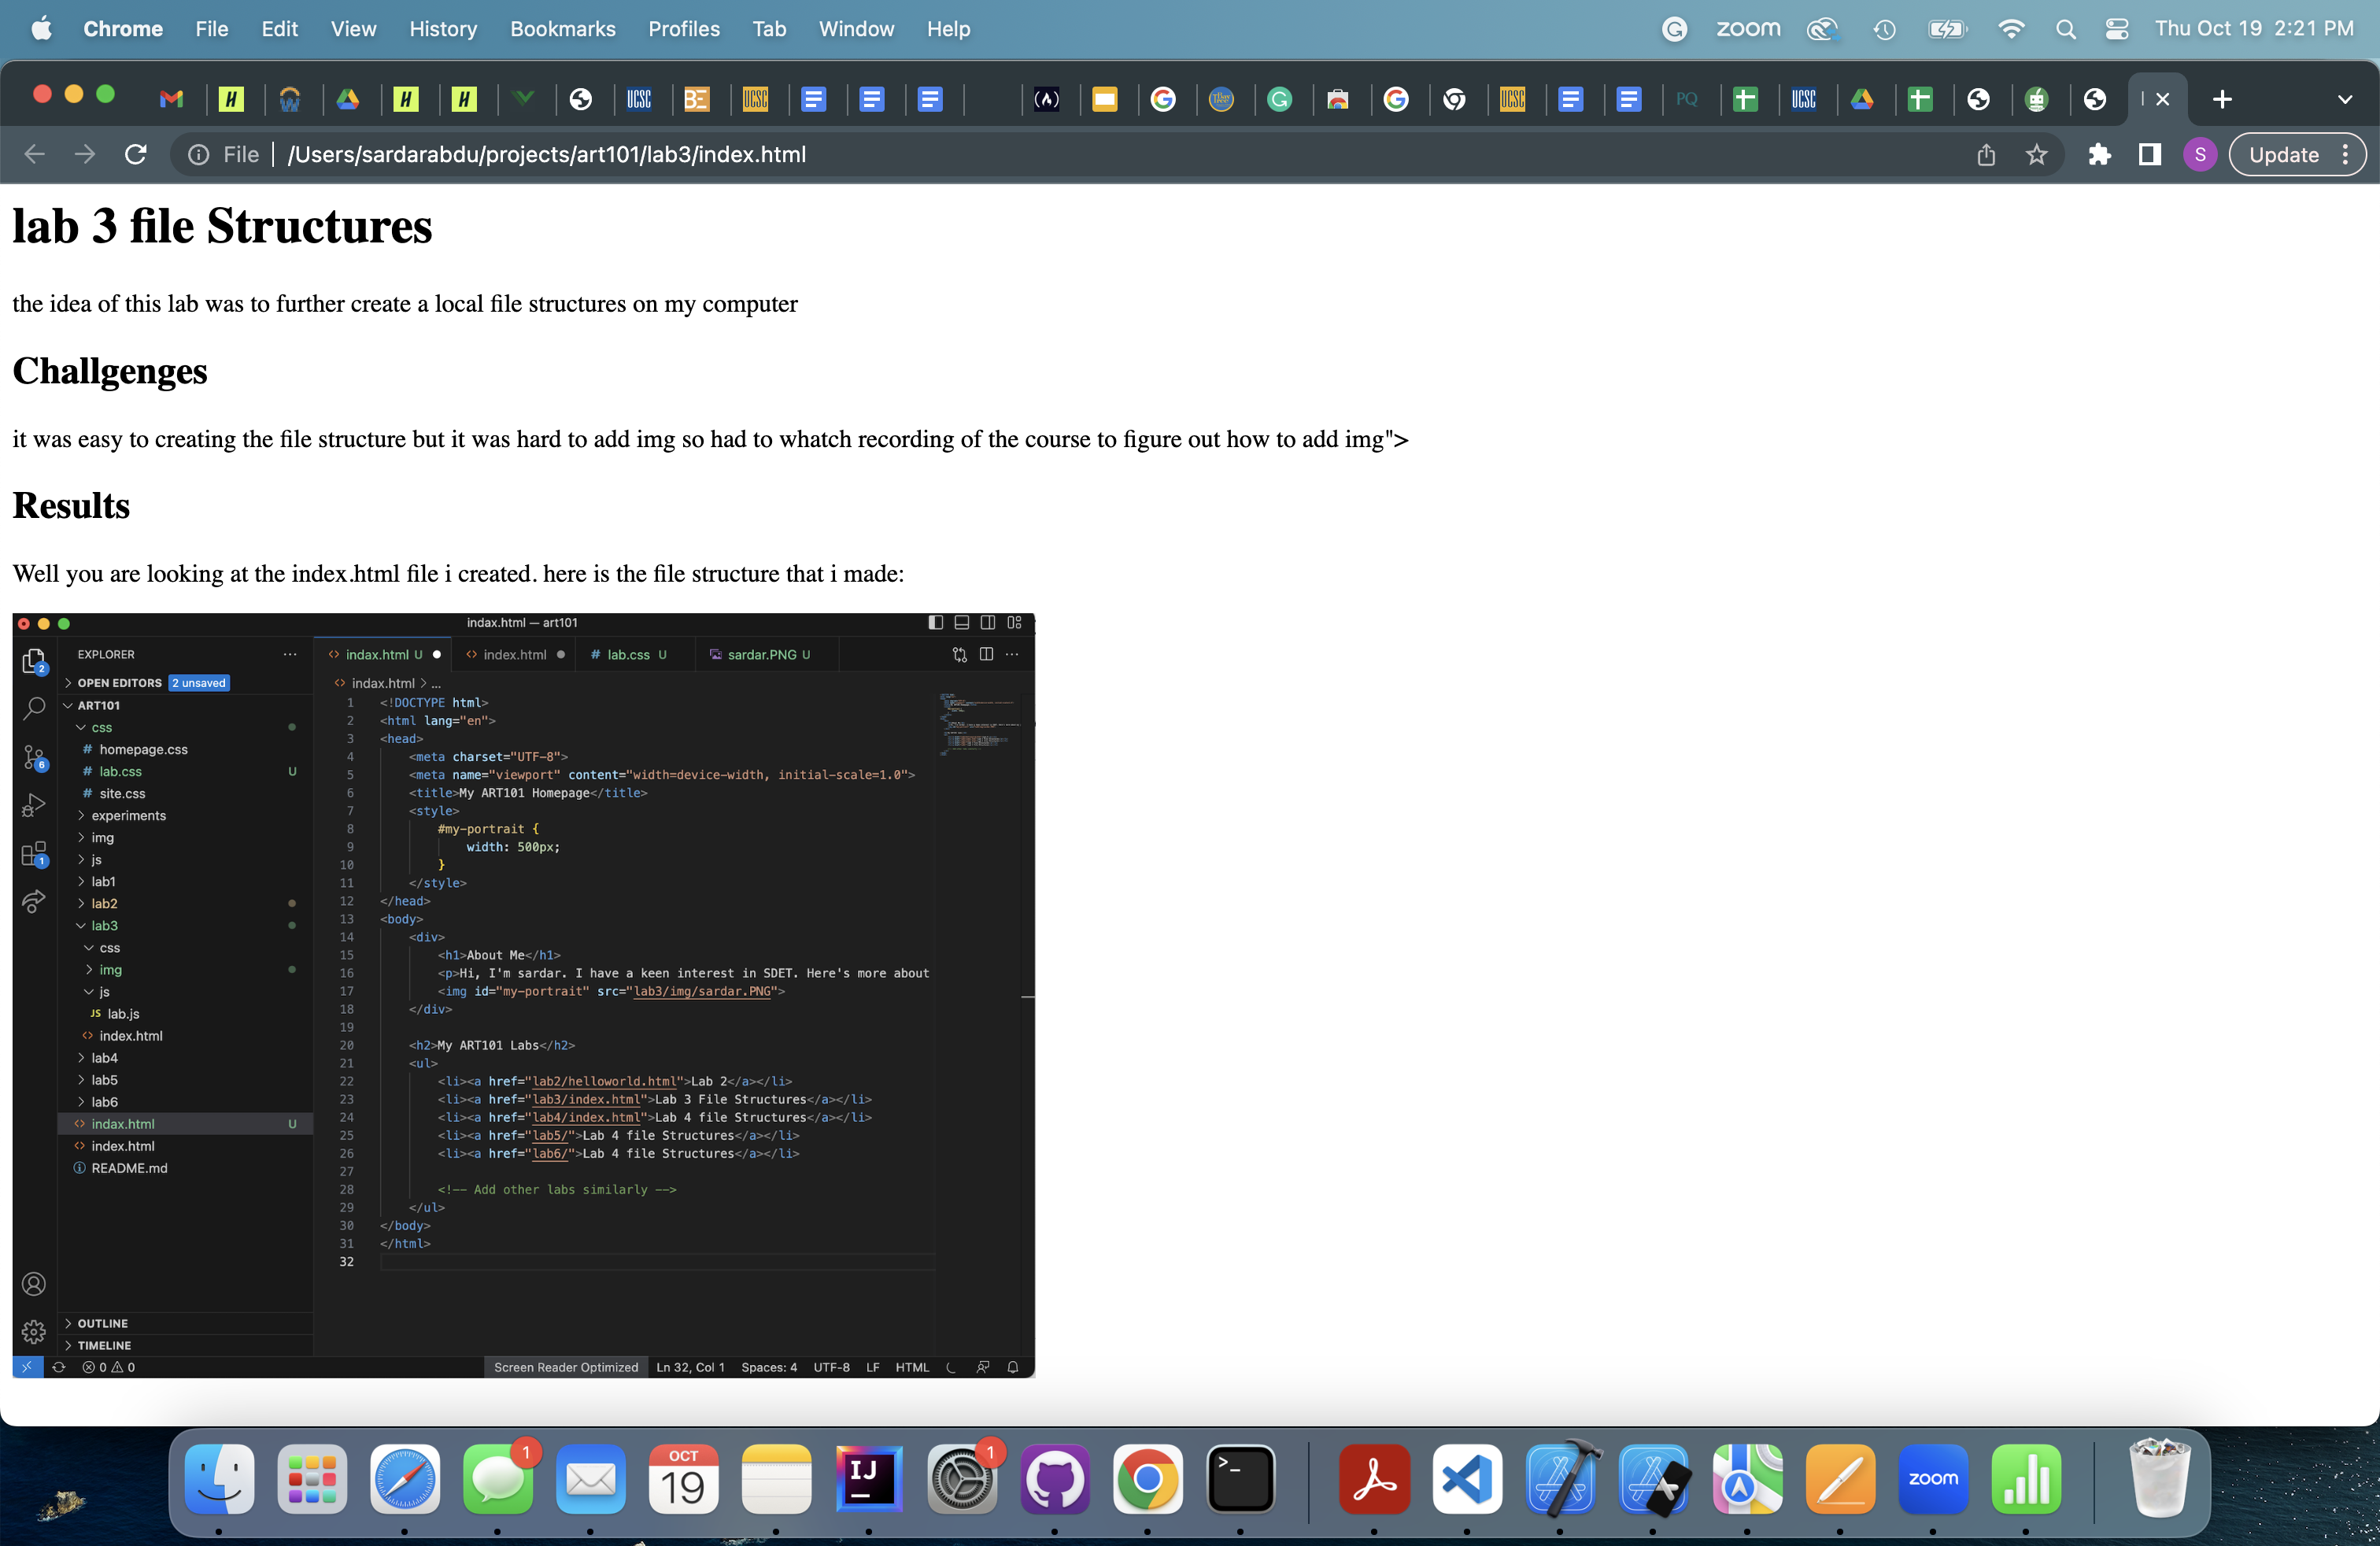 Chrome File Edit View History Bookmarks Profiles Tab Window Help zoom Thu Oct 19 2:21 PM
H H H UCSC BE UCSC UCSC PQ UCSC l
File /Users/sardarabdu/projects/art101/lab3/index.html S Update
lab 3 file Structures
the idea of this lab was to further create a local file structures on my computer
Challgenges
it was easy to creating the file structure but it was hard to add img so had to whatch recording of the course to figure out how to add img">
Results
Well you are looking at the index.html file i created. here is the file structure that i made:
indax.html — art101
EXPLORER
OPEN EDITORS 2 unsaved
ART101
css
# homepage.css
# lab.css U
# site.css
experiments
img
js
lab1
lab2
lab3
css
img
js
JS lab.js
<> index.html
lab4
lab5
lab6
<> indax.html U
<> index.html
README.md
OUTLINE
TIMELINE
2
6
1
<> indax.html U <> index.html # lab.css U sardar.PNG U
<> indax.html > ...
1 <!DOCTYPE html>
2 <html lang="en">
3 <head>
4 <meta charset="UTF-8">
5 <meta name="viewport" content="width=device-width, initial-scale=1.0">
6 <title>My ART101 Homepage</title>
7 <style>
8 #my-portrait {
9 width: 500px;
10 }
11 </style>
12 </head>
13 <body>
14 <div>
15 <h1>About Me</h1>
16 <p>Hi, I'm sardar. I have a keen interest in SDET. Here's more about
17 <img id="my-portrait" src="lab3/img/sardar.PNG">
18 </div>
19
20 <h2>My ART101 Labs</h2>
21 <ul>
22 <li><a href="lab2/helloworld.html">Lab 2</a></li>
23 <li><a href="lab3/index.html">Lab 3 File Structures</a></li>
24 <li><a href="lab4/index.html">Lab 4 file Structures</a></li>
25 <li><a href="lab5/">Lab 4 file Structures</a></li>
26 <li><a href="lab6/">Lab 4 file Structures</a></li>
27
28 <!-- Add other labs similarly -->
29 </ul>
30 </body>
31 </html>
32
0 0 Screen Reader Optimized Ln 32, Col 1 Spaces: 4 UTF-8 LF HTML
1 OCT 19 IJ 1 >_ zoom